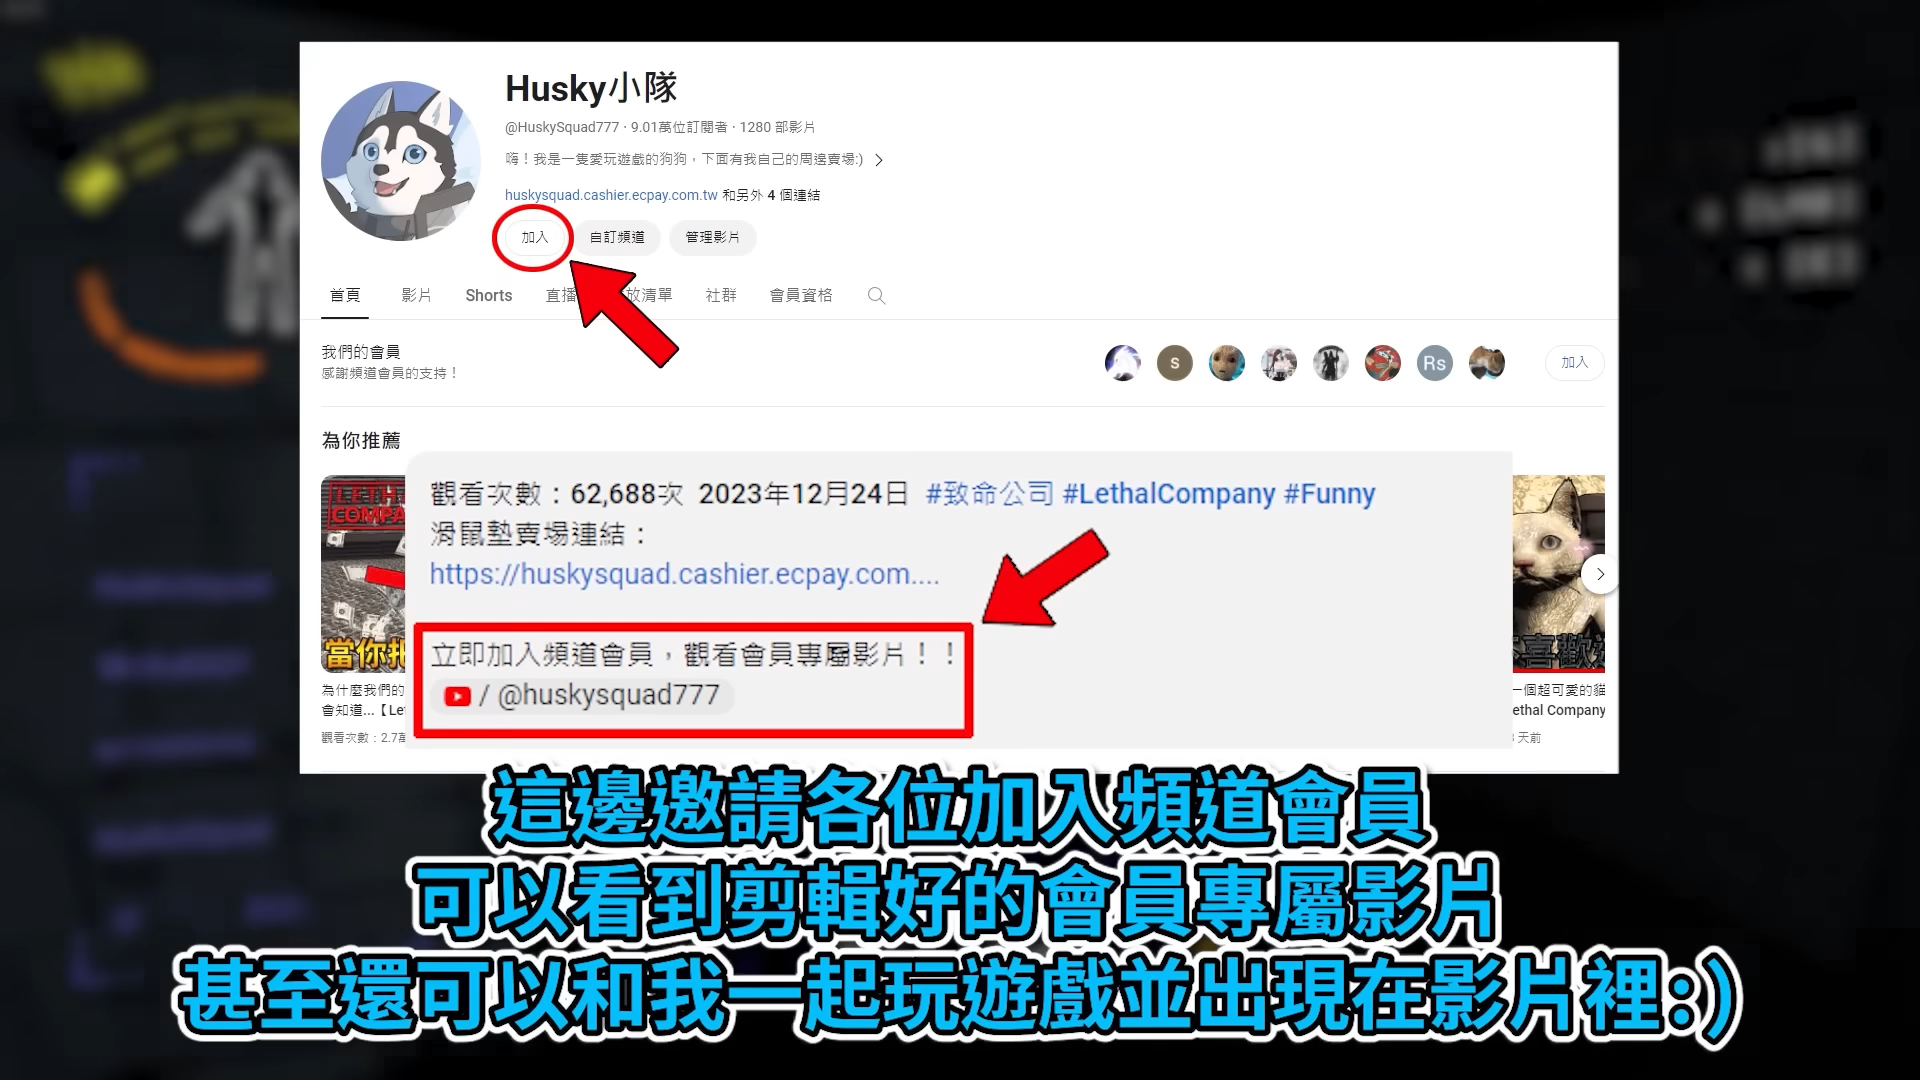 Husky小隊
@HuskySquad777 · 9.01萬位訂閱者 · 1280 部影片
嗨！我是一隻愛玩遊戲的狗狗，下面有我自己的周邊賣場:)
huskysquad.cashier.ecpay.com.tw 和另外 4 個連結
加入 自訂頻道 管理影片
首頁 影片 Shorts 直播 放清單 社群 會員資格
我們的會員
感謝頻道會員的支持！
S Rs 加入
為你推薦
觀看次數：62,688次 2023年12月24日 #致命公司 #LethalCompany #Funny
滑鼠墊賣場連結：
https://huskysquad.cashier.ecpay.com....
立即加入頻道會員，觀看會員專屬影片！！
/ @huskysquad777
LETH
COMPA
當你把
喜歡
為什麼我們的
會知道...【Le
觀看次數：2.7萬
一個超可愛的貓
ethal Company
天前
這邊邀請各位加入頻道會員
可以看到剪輯好的會員專屬影片
甚至還可以和我一起玩遊戲並出現在影片裡:)